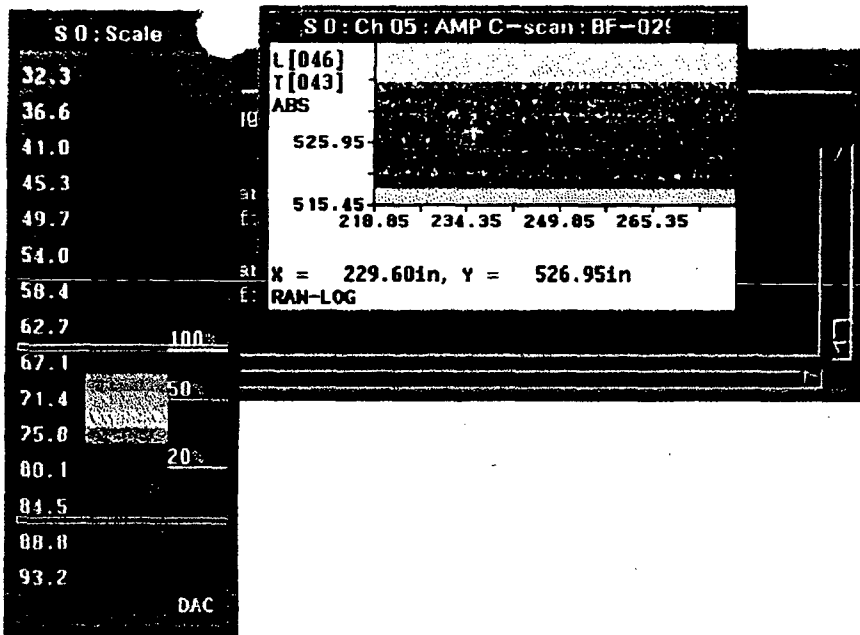 S 0 : Scale
32.3
36.6
41.0
45.3
49.7
54.0
58.4
62.7
67.1
71.4
75.8
80.1
84.5
88.8
93.2
100%
50%
20%
DAC
S 0 : Ch 05 : AMP C-scan : BF-029
L[046]
T[043]
ABS
525.95
515.45
218.85 234.35 249.85 265.35
X = 229.60in, Y = 526.95in
RAW-LOG